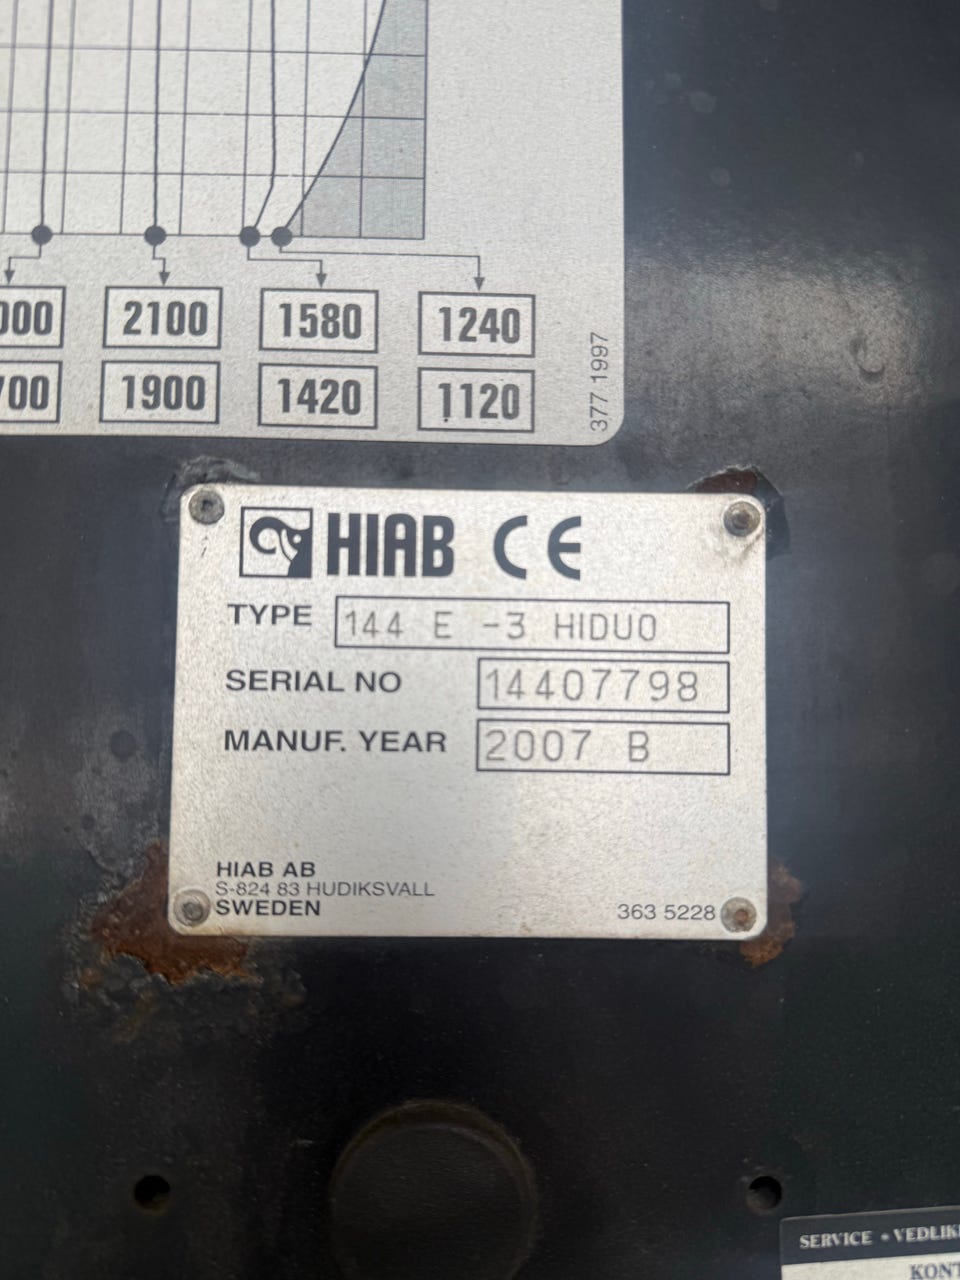 2100 1580 1240
1900 1420 1120
377 1997
HIAB CE
TYPE 144 E -3 HIDUO
SERIAL NO 14407798
MANUF. YEAR 2007 B
HIAB AB
S-824 83 HUDIKSVALL
SWEDEN
363 5228
SERVICE •